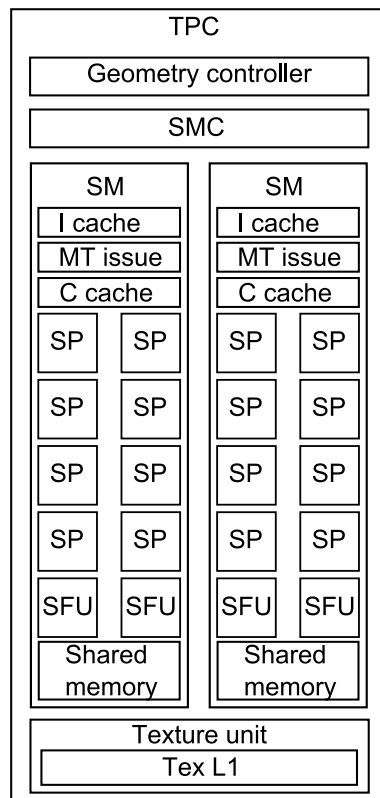 TPC
Geometry controller
SMC
SM
I cache
MT issue
C cache
SP SP
SP SP
SP SP
SP SP
SFU SFU
Shared
memory
SM
I cache
MT issue
C cache
SP SP
SP SP
SP SP
SP SP
SFU SFU
Shared
memory
Texture unit
Tex L1